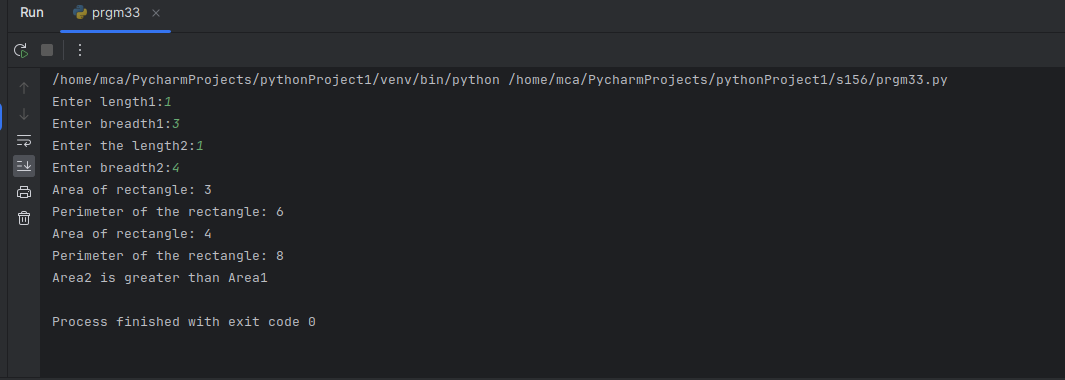 Run prgm33
/home/mca/PycharmProjects/pythonProject1/venv/bin/python /home/mca/PycharmProjects/pythonProject1/s156/prgm33.py
Enter length1:1
Enter breadth1:3
Enter the length2:1
Enter breadth2:4
Area of rectangle: 3
Perimeter of the rectangle: 6
Area of rectangle: 4
Perimeter of the rectangle: 8
Area2 is greater than Area1
Process finished with exit code 0